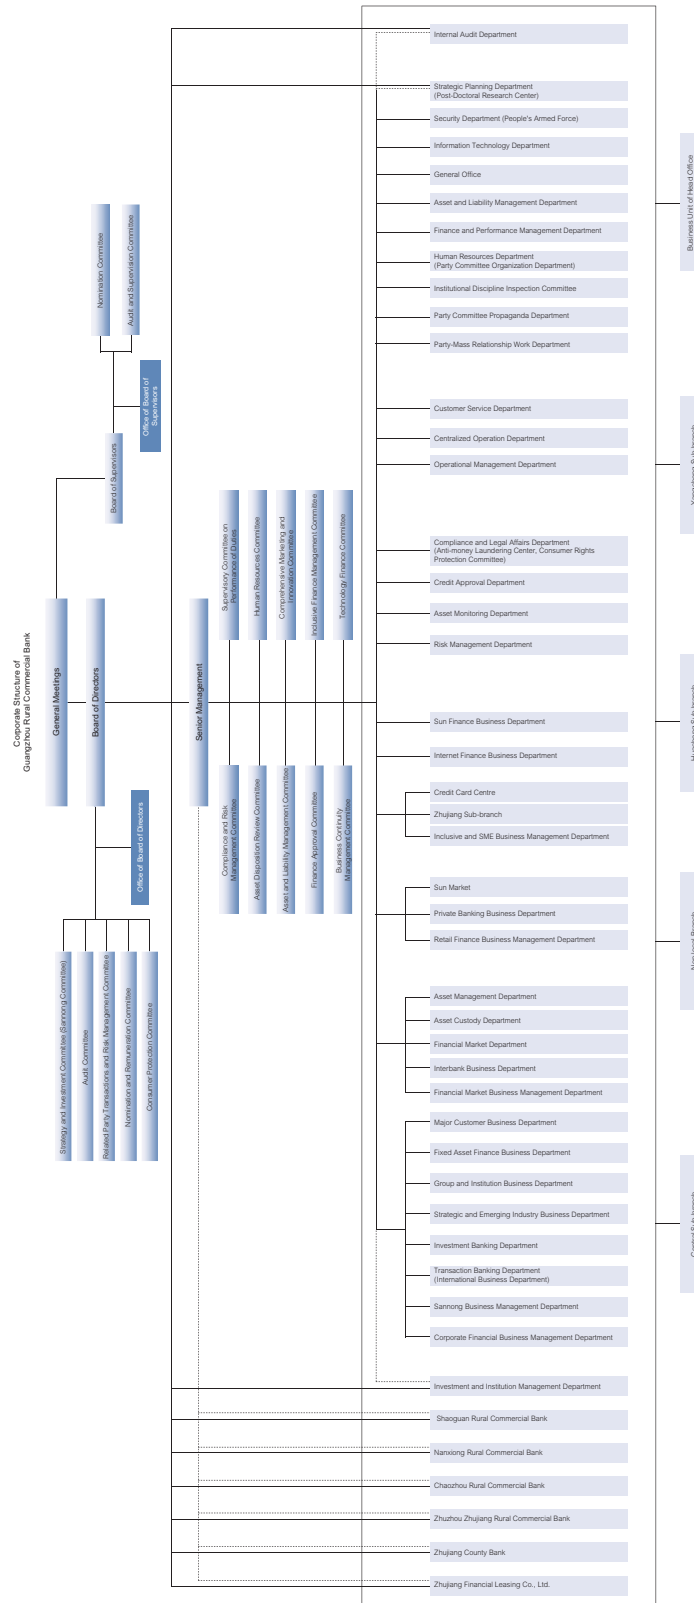 Corporate Structure of
Guangzhou Rural Commercial Bank
General Meetings
Board of Directors
Board of Supervisors
Nomination Committee
Audit and Supervision Committee
Office of Board of
Supervisors
Office of Board of Directors
Strategy and Investment Committee (Sannong Committee)
Audit Committee
Related Party Transactions and Risk Management Committee
Nomination and Remuneration Committee
Consumer Protection Committee
Senior Management
Supervisory Committee on
Performance of Duties
Human Resources Committee
Comprehensive Marketing and
Innovation Committee
Inclusive Finance Management Committee
Technology Finance Committee
Compliance and Risk
Management Committee
Asset Disposition Review Committee
Asset and Liability Management Committee
Finance Approval Committee
Business Continuity
Management Committee
Internal Audit Department
Strategic Planning Department
(Post-Doctoral Research Center)
Security Department (People's Armed Force)
Information Technology Department
General Office
Asset and Liability Management Department
Finance and Performance Management Department
Human Resources Department
(Party Committee Organization Department)
Institutional Discipline Inspection Committee
Party Committee Propaganda Department
Party-Mass Relationship Work Department
Customer Service Department
Centralized Operation Department
Operational Management Department
Compliance and Legal Affairs Department
(Anti-money Laundering Center, Consumer Rights
Protection Committee)
Credit Approval Department
Asset Monitoring Department
Risk Management Department
Sun Finance Business Department
Internet Finance Business Department
Credit Card Centre
Zhujiang Sub-branch
Inclusive and SME Business Management Department
Sun Market
Private Banking Business Department
Retail Finance Business Management Department
Asset Management Department
Asset Custody Department
Financial Market Department
Interbank Business Department
Financial Market Business Management Department
Major Customer Business Department
Fixed Asset Finance Business Department
Group and Institution Business Department
Strategic and Emerging Industry Business Department
Investment Banking Department
Transaction Banking Department
(International Business Department)
Sannong Business Management Department
Corporate Financial Business Management Department
Investment and Institution Management Department
Shaoguan Rural Commercial Bank
Nanxiong Rural Commercial Bank
Chaozhou Rural Commercial Bank
Zhuzhou Zhujiang Rural Commercial Bank
Zhujiang County Bank
Zhujiang Financial Leasing Co., Ltd.
Business Unit of Head Office
Sub-branch
Sub-branch
Branch
Sub-branch